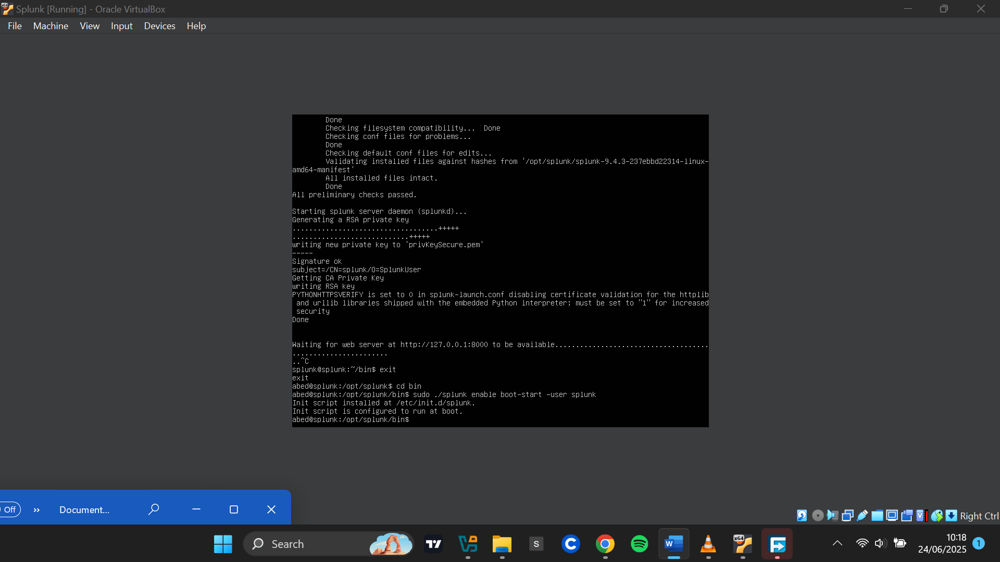 Splunk [Running] - Oracle VirtualBox
File Machine View Input Devices Help
Done
Checking filesystem compatibility... Done
Checking conf files for problems...
Done
Checking default conf files for edits...
Validating installed files against hashes from '/opt/splunk/splunk-9.4.3-237ebbd22314-linux-
amd64-manifest'
All installed files intact.
Done
All preliminary checks passed.
Starting splunk server daemon (splunkd)...
Generating a RSA private key
...................................+++++
............................+++++
writing new private key to 'privKeySecure.pem'
-----
Signature ok
subject=/CN=splunk/O=SplunkUser
Getting CA Private Key
writing RSA key
PYTHONHTTPSVERIFY is set to 0 in splunk-launch.conf disabling certificate validation for the httplib
and urllib libraries shipped with the embedded Python interpreter; must be set to "1" for increased
security
Done
Waiting for web server at http://127.0.0.1:8000 to be available.....................................
.......................
..^C
splunk@splunk:~/bin$ exit
exit
abed@splunk:/opt/splunk$ cd bin
abed@splunk:/opt/splunk/bin$ sudo ./splunk enable boot-start -user splunk
Init script installed at /etc/init.d/splunk.
Init script is configured to run at boot.
abed@splunk:/opt/splunk/bin$
Off » Document...
Right Ctrl
Search
S
x64
10:18
24/06/2025
1